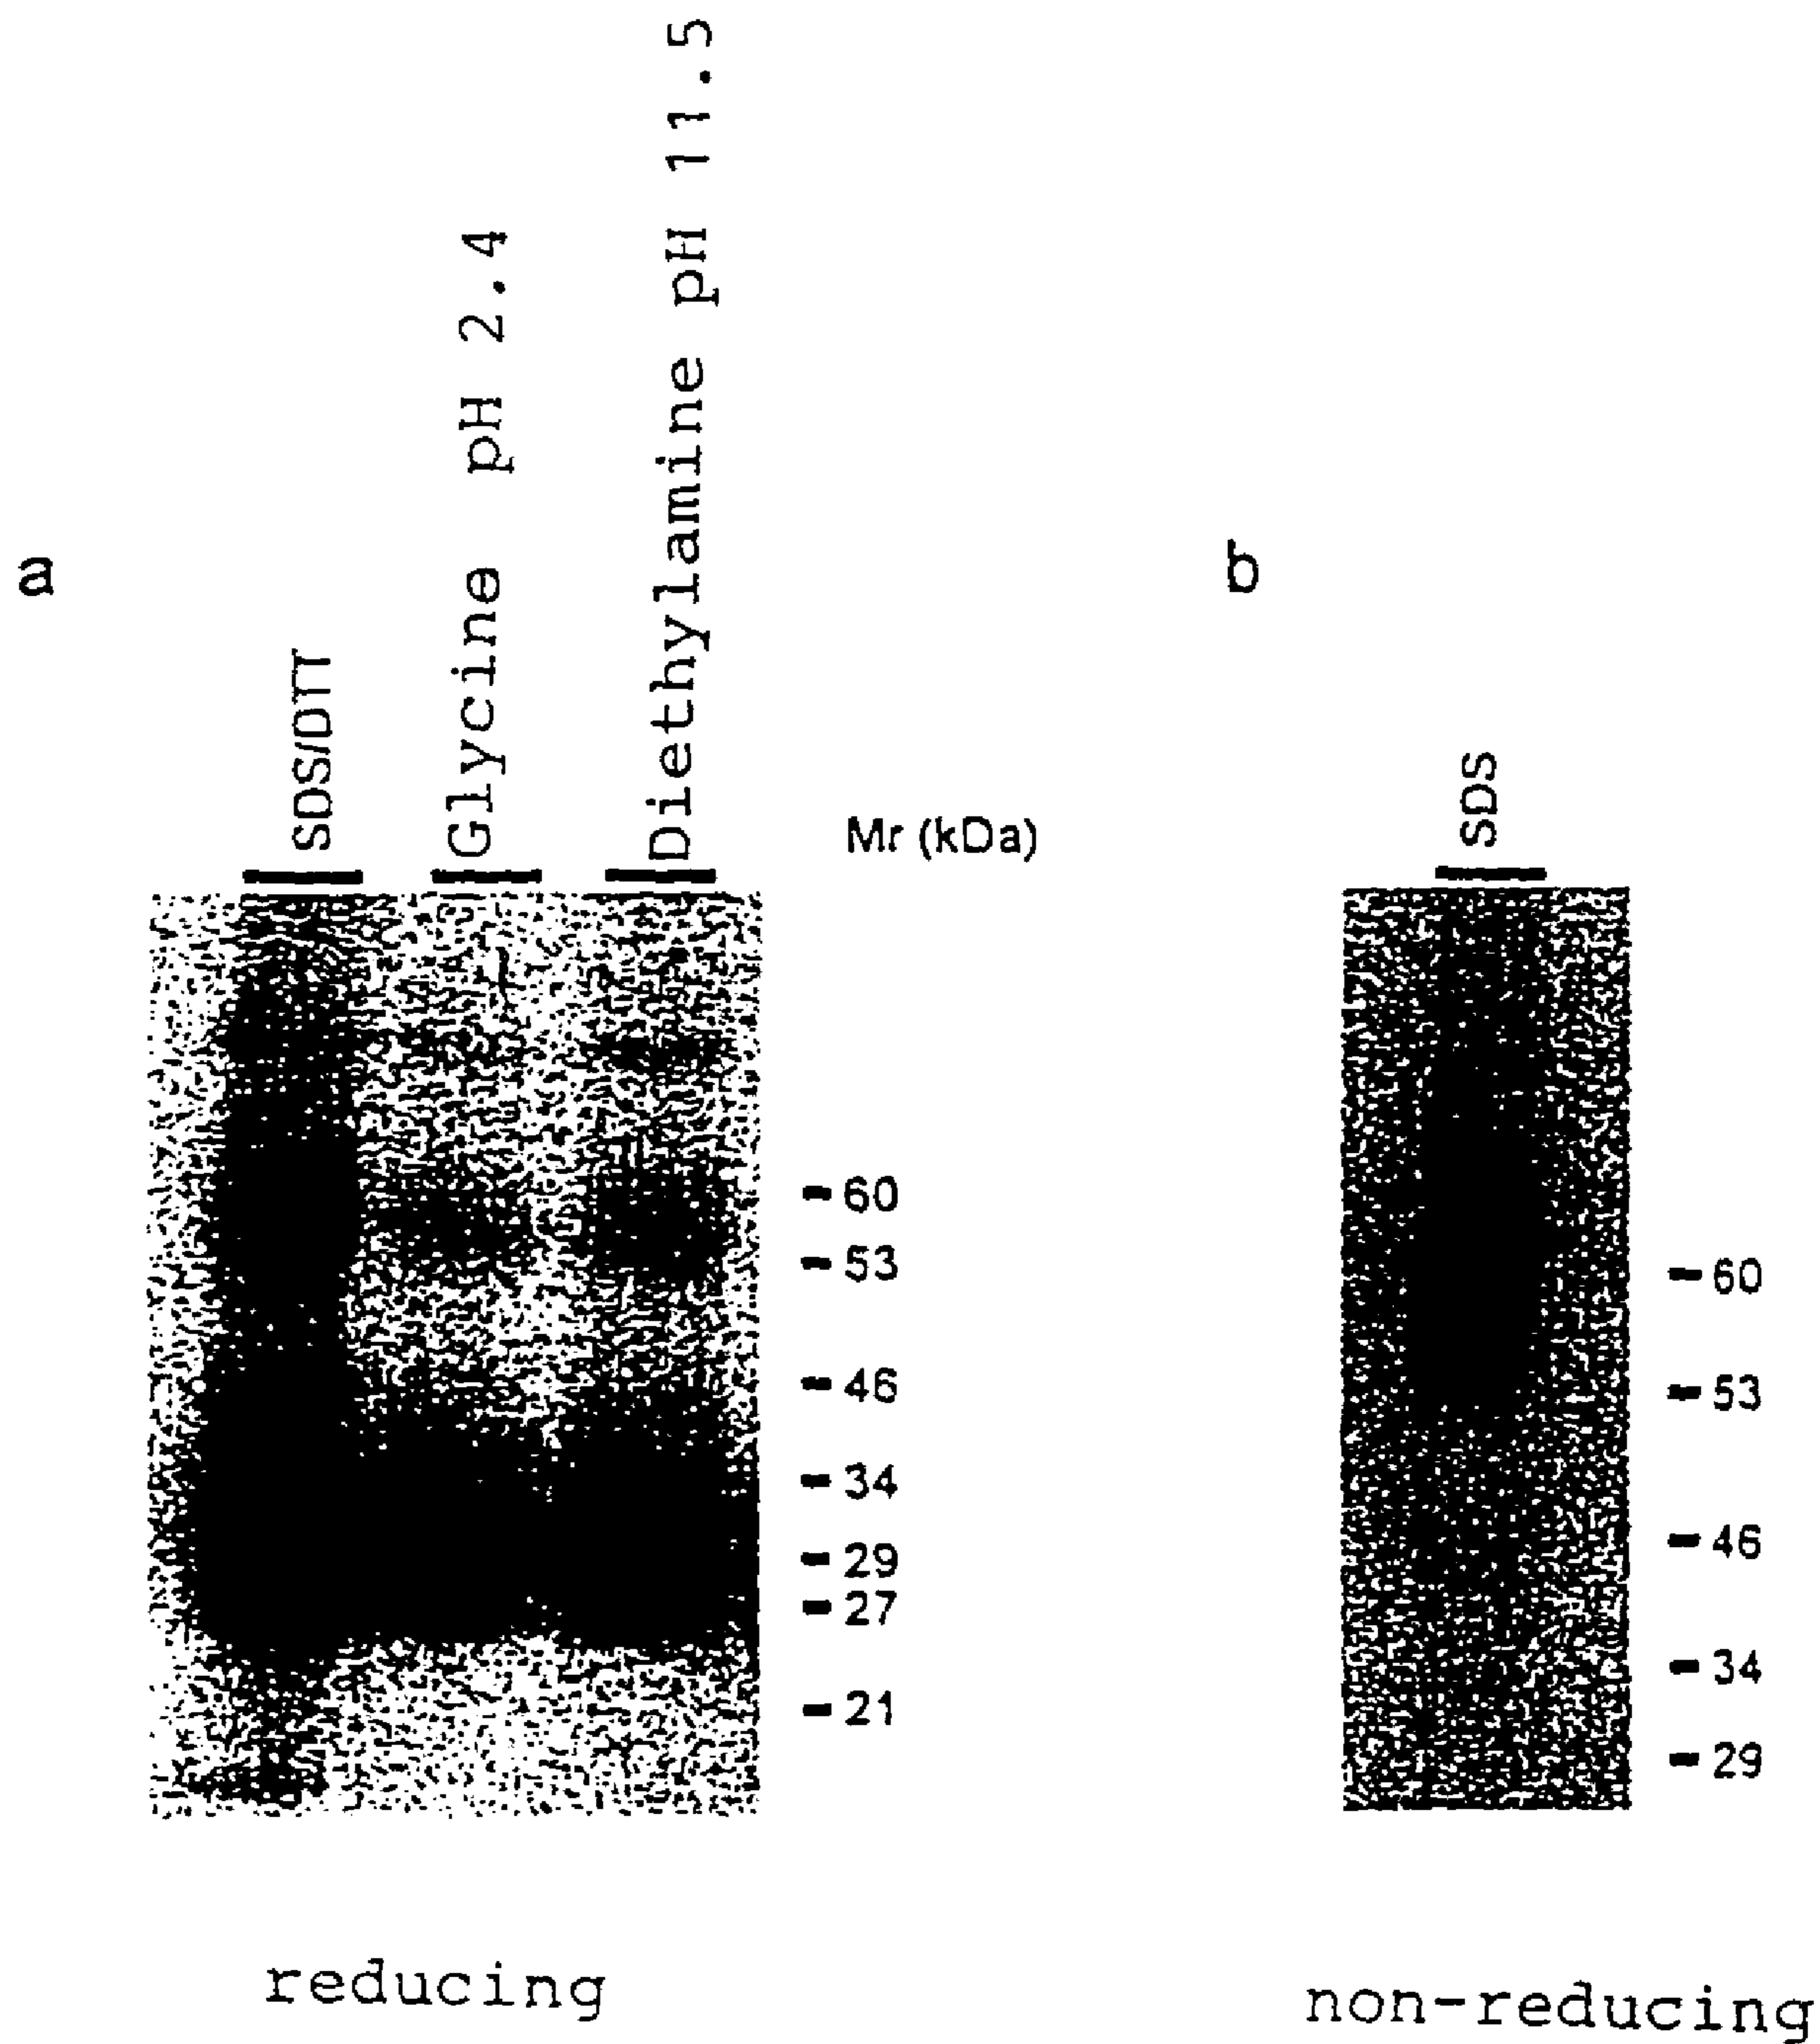 a
SDS/DTT
Glycine pH 2.4
Diethylamine pH 11.5
Mr (kDa)
60
53
46
34
29
27
21
reducing
b
SDS
60
53
46
34
29
non-reducing